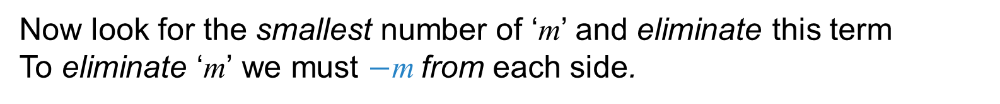 Now look for the smallest number of ‘m’ and eliminate this term
To eliminate ‘m’ we must −m from each side.